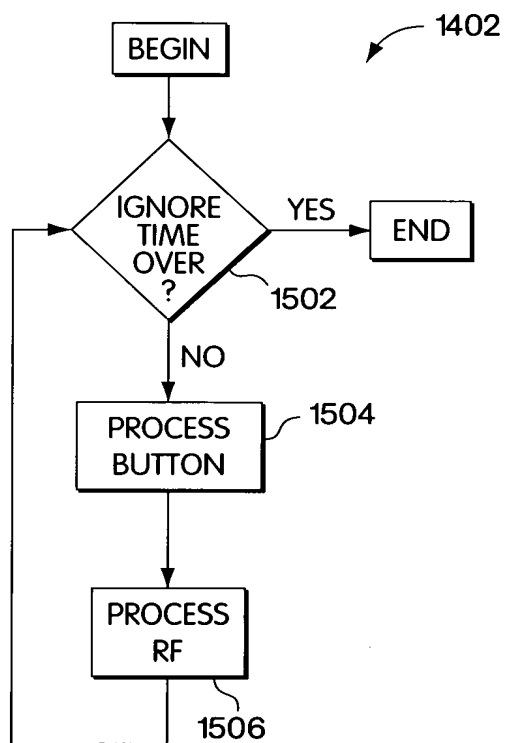 1402
BEGIN
IGNORE
TIME
OVER
?
YES
END
1502
NO
PROCESS
BUTTON
1504
PROCESS
RF
1506